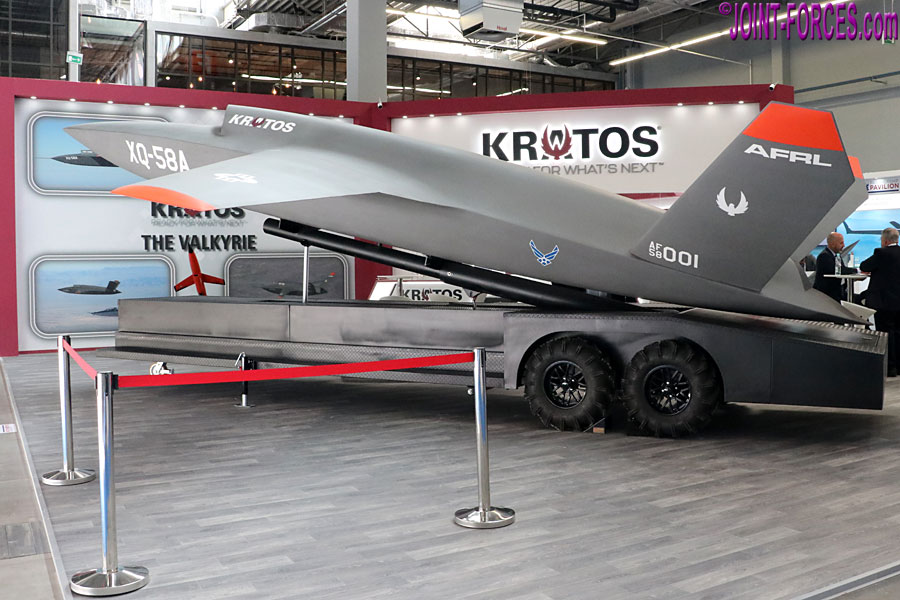 ©JOINT-FORCES.com
KRATOS
XQ-58A
KRATOS
FOR WHAT'S NEXT
AFRL
PAVILION
KRATOS
"READY FOR WHAT'S NEXT"
THE VALKYRIE
AF
58 001
KRATOS